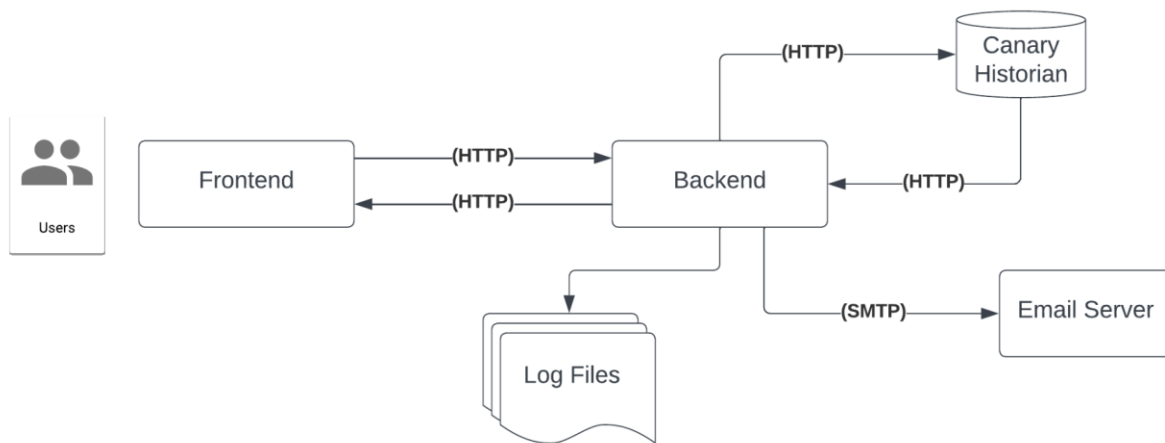 (HTTP)
Canary
Historian
Users
Frontend
(HTTP)
(HTTP)
Backend
(HTTP)
Log Files
(SMTP)
Email Server